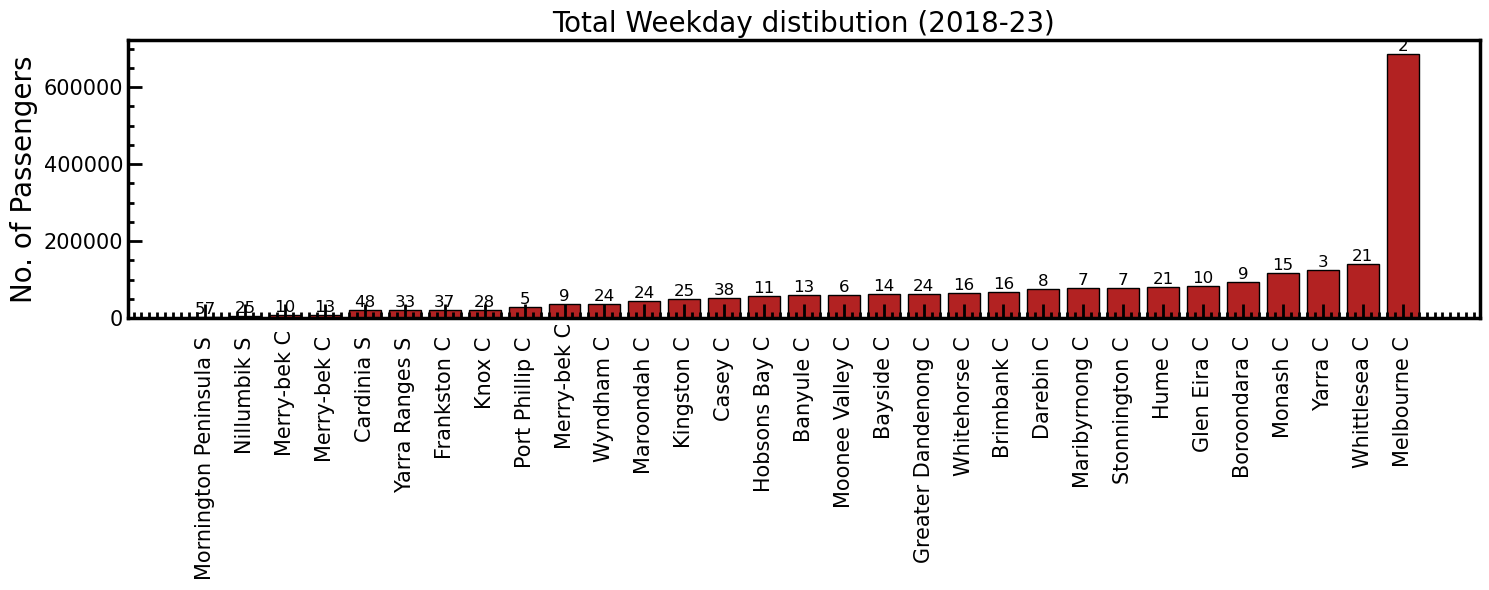 Total Weekday distibution (2018-23)
No. of Passengers
600000
400000
200000
0
57
25
10
13
48
33
37
28
5
9
24
24
25
38
11
13
6
14
24
16
16
8
7
7
21
10
9
15
3
21
2
Mornington Peninsula S
Nillumbik S
Merry-bek C
Merry-bek C
Cardinia S
Yarra Ranges S
Frankston C
Knox C
Port Phillip C
Merry-bek C
Wyndham C
Maroondah C
Kingston C
Casey C
Hobsons Bay C
Banyule C
Moonee Valley C
Bayside C
Greater Dandenong C
Whitehorse C
Brimbank C
Darebin C
Maribyrnong C
Stonnington C
Hume C
Glen Eira C
Boroondara C
Monash C
Yarra C
Whittlesea C
Melbourne C